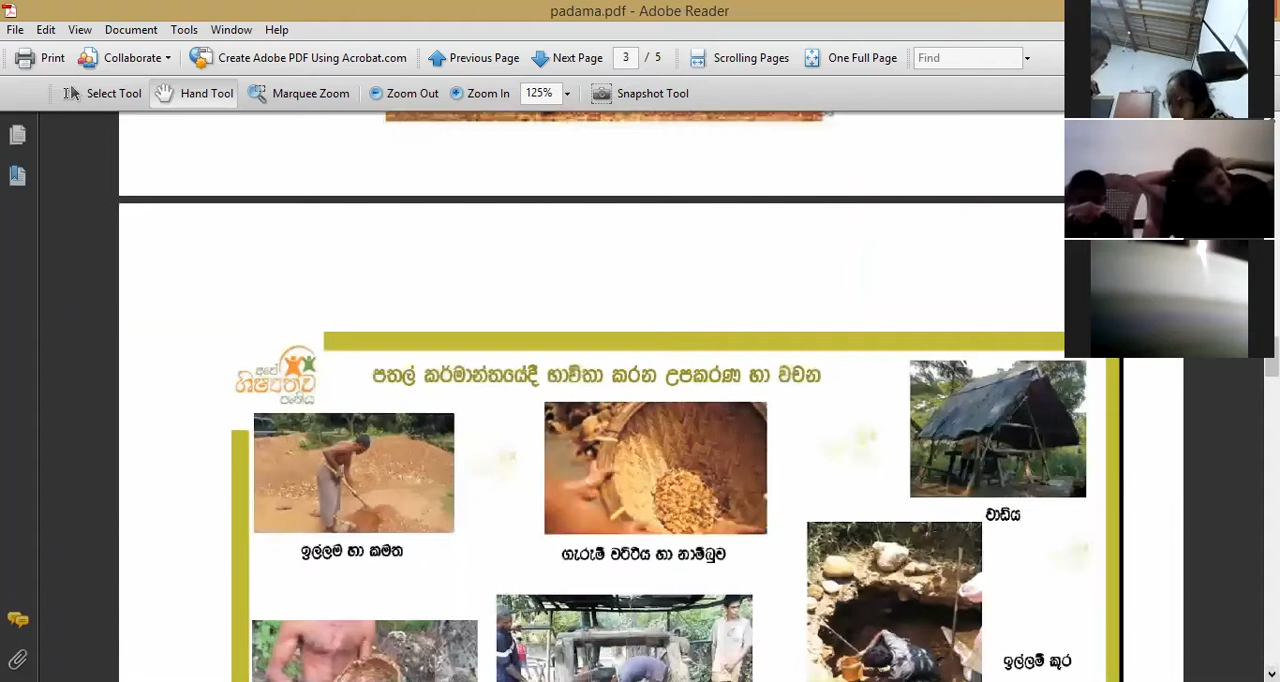 padama.pdf - Adobe Reader
File Edit View Document Tools Window Help
Print Collaborate Create Adobe PDF Using Acrobat.com Previous Page Next Page 3 / 5 Scrolling Pages One Full Page Find
Select Tool Hand Tool Marquee Zoom Zoom Out Zoom In 125% Snapshot Tool
අපේ
ශිෂ්‍යත්ව
පංතිය
පතල් කර්මාන්තයේදී භාවිතා කරන උපකරණ හා වචන
වාඩිය
ඉල්ලම හා කමත
ගැරුම් වට්ටිය හා නාම්බුව
ඉල්ලම් කූර